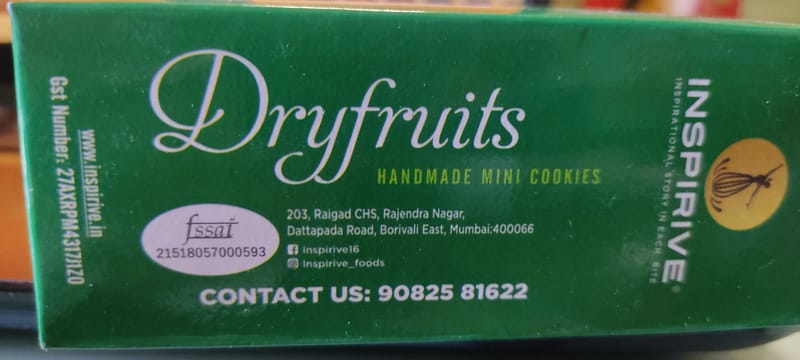 Dryfruits
HANDMADE MINI COOKIES
fssai
21518057000593
203, Raigad CHS, Rajendra Nagar,
Dattapada Road, Borivali East, Mumbai:400066
inspirive16
Inspirive_foods
CONTACT US: 90825 81622
www.inspirive.in
Gst Number: 27AXRPM4317J1Z0
INSPIRIVE®
INSPIRATIONAL STORY IN EACH BITE